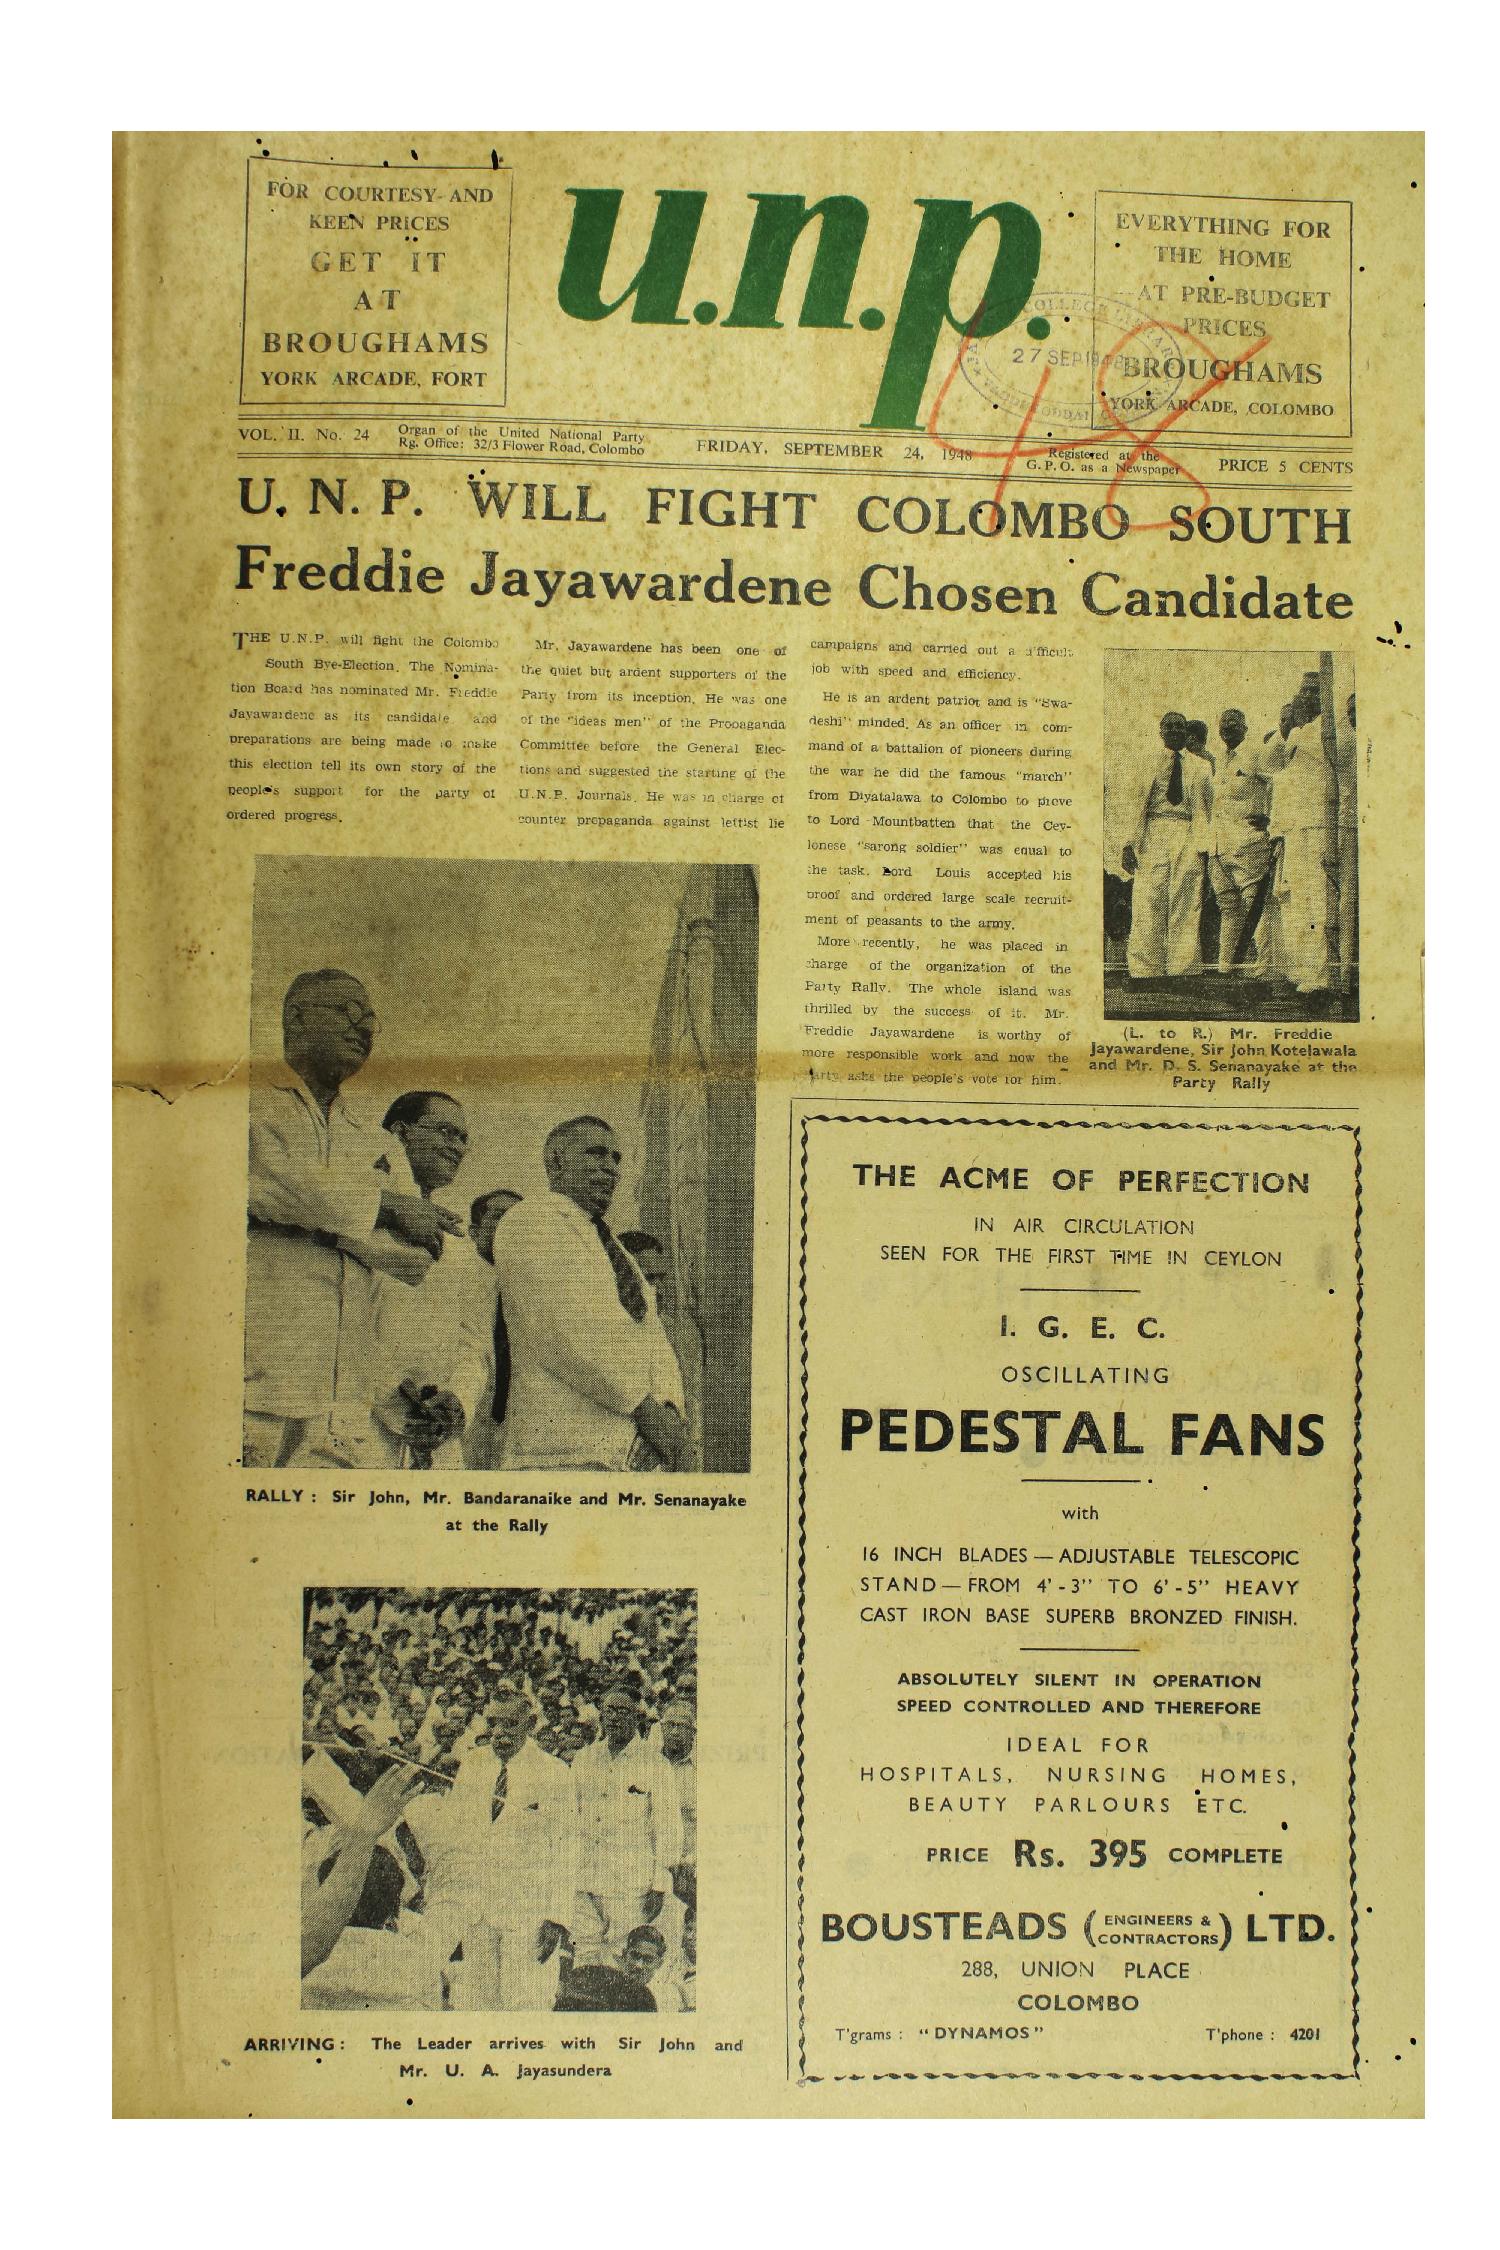 FOR COURTESY AND
KEEN PRICES
GET IT
AT
BROUGHAMS
YORK ARCADE, FORT
u.n.p.
EVERYTHING FOR
THE HOME
AT PRE-BUDGET
PRICES
BROUGHAMS
YORK ARCADE, COLOMBO
COLLEGE LIBRARY
27 SEP 1948
48
VOL. II. No. 24
Organ of the United National Party
Rg. Office: 32/3 Flower Road, Colombo
FRIDAY, SEPTEMBER 24, 1948
Registered at the
G.P.O. as a Newspaper
PRICE 5 CENTS
U. N. P. WILL FIGHT COLOMBO SOUTH
Freddie Jayawardene Chosen Candidate
THE U.N.P. will fight the Colombo
South Bye-Election. The Nomina-
tion Board has nominated Mr. Freddie
Jayawardene as its candidate and
preparations are being made to make
this election tell its own story of the
people's support for the party of
ordered progress.
Mr. Jayawardene has been one of
the quiet but ardent supporters of the
Party from its inception. He was one
of the "ideas men" of the Propaganda
Committee before the General Elec-
tions and suggested the starting of the
U.N.P. Journals. He was in charge of
counter propaganda against leftist lie
campaigns and carried out a difficult
job with speed and efficiency.
He is an ardent patriot and is "Swa-
deshi" minded. As an officer in com-
mand of a battalion of pioneers during
the war he did the famous "march"
from Diyatalawa to Colombo to prove
to Lord Mountbatten that the Cey-
lonese "sarong soldier" was equal to
the task. Lord Louis accepted his
proof and ordered large scale recruit-
ment of peasants to the army.
More recently, he was placed in
charge of the organization of the
Party Rally. The whole island was
thrilled by the success of it. Mr.
Freddie Jayawardene is worthy of
more responsible work and now the
party asks the people's vote for him.
(L. to R.) Mr. Freddie
Jayawardene, Sir John Kotelawala
and Mr. D. S. Senanayake at the
Party Rally
RALLY : Sir John, Mr. Bandaranaike and Mr. Senanayake
at the Rally
ARRIVING : The Leader arrives with Sir John and
Mr. U. A. Jayasundera
THE ACME OF PERFECTION
IN AIR CIRCULATION
SEEN FOR THE FIRST TIME IN CEYLON
I. G. E. C.
OSCILLATING
PEDESTAL FANS
with
16 INCH BLADES — ADJUSTABLE TELESCOPIC
STAND — FROM 4' - 3" TO 6' - 5" HEAVY
CAST IRON BASE SUPERB BRONZED FINISH.
ABSOLUTELY SILENT IN OPERATION
SPEED CONTROLLED AND THEREFORE
IDEAL FOR
HOSPITALS, NURSING HOMES,
BEAUTY PARLOURS ETC.
PRICE Rs. 395 COMPLETE
BOUSTEADS (ENGINEERS & CONTRACTORS) LTD.
288, UNION PLACE
COLOMBO
T'grams : "DYNAMOS"
T'phone : 4201